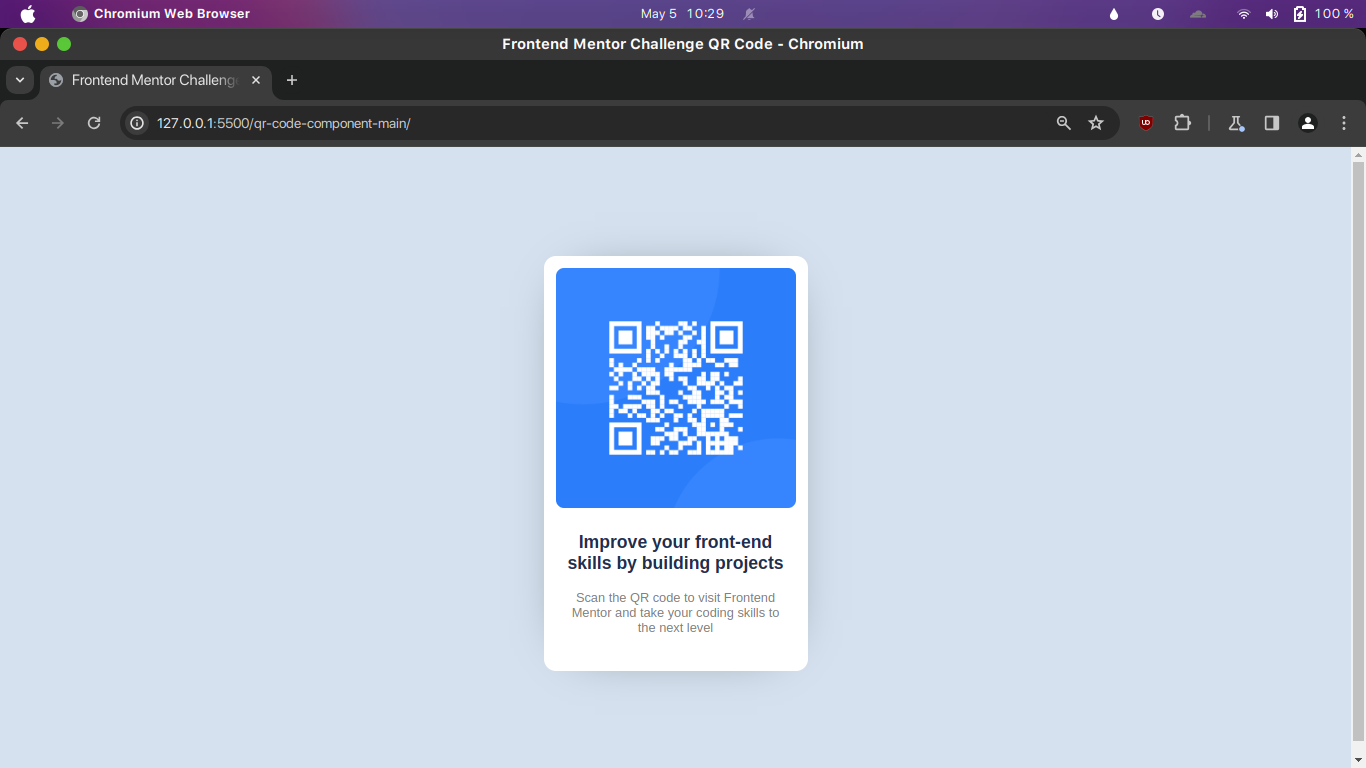 Chromium Web Browser
May 5 10:29
100 %
Frontend Mentor Challenge QR Code - Chromium
Frontend Mentor Challenge
127.0.0.1:5500/qr-code-component-main/
UD
Improve your front-end
skills by building projects
Scan the QR code to visit Frontend
Mentor and take your coding skills to
the next level